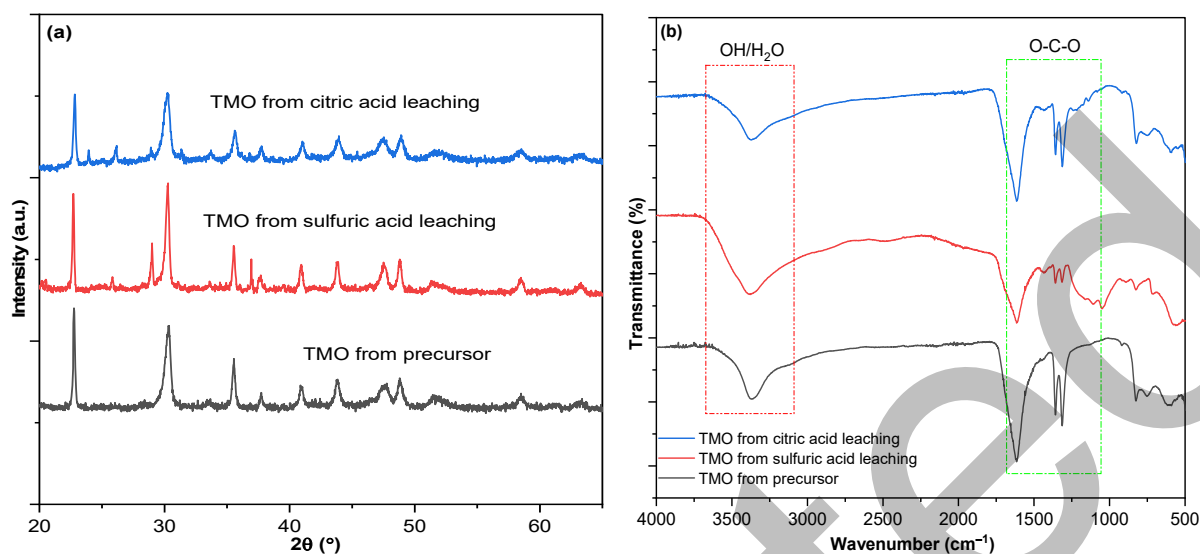 (a)
TMO from citric acid leaching
TMO from sulfuric acid leaching
TMO from precursor
Intensity (a.u.)
20 30 40 50 60
2θ (°)
(b)
OH/H₂O
O-C-O
Transmittance (%)
TMO from citric acid leaching
TMO from sulfuric acid leaching
TMO from precursor
4000 3500 3000 2500 2000 1500 1000 500
Wavenumber (cm⁻¹)